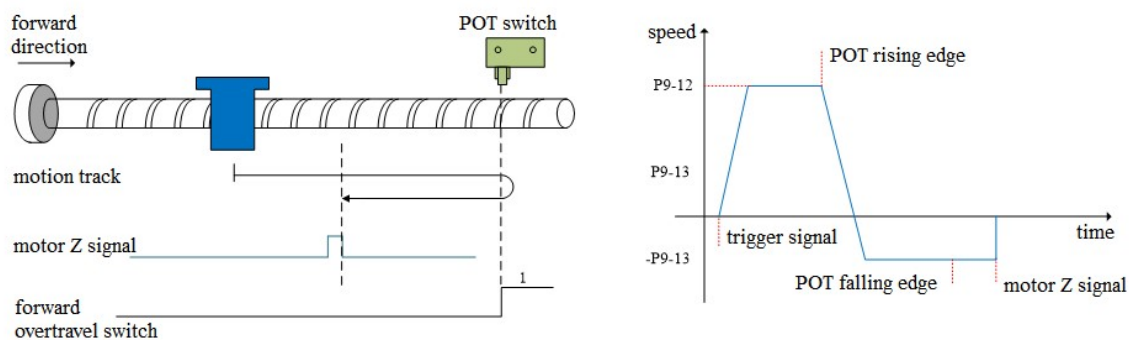 forward
direction
POT switch
motion track
motor Z signal
1
forward
overtravel switch
speed
POT rising edge
P9-12
P9-13
trigger signal
time
-P9-13
POT falling edge
motor Z signal